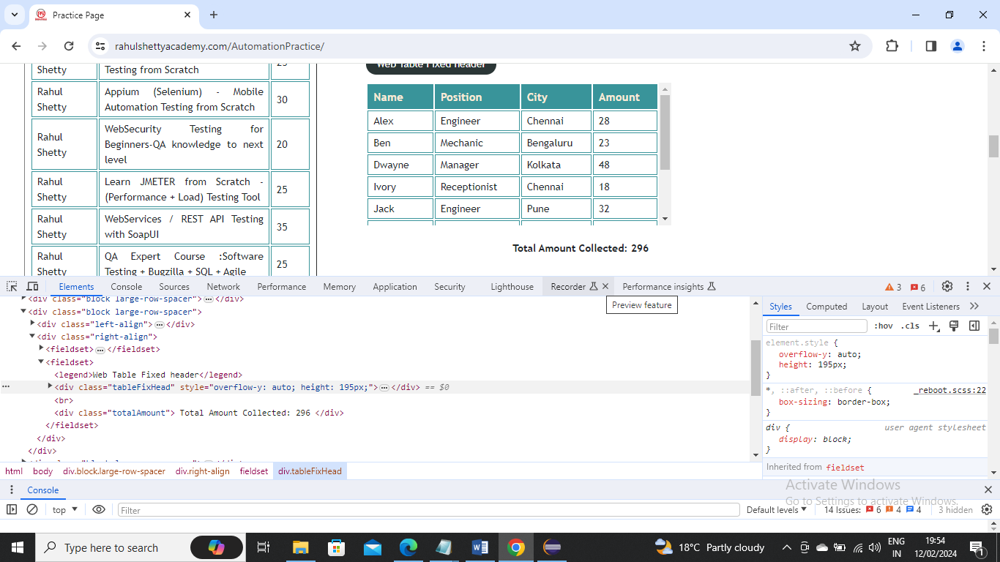 Practice Page
rahulshettyacademy.com/AutomationPractice/
Shetty Testing from Scratch 25
Rahul Shetty Appium (Selenium) - Mobile Automation Testing from Scratch 30
Rahul Shetty WebSecurity Testing for Beginners-QA knowledge to next level 20
Rahul Shetty Learn JMETER from Scratch - (Performance + Load) Testing Tool 25
Rahul Shetty WebServices / REST API Testing with SoapUI 35
Rahul Shetty QA Expert Course :Software Testing + Bugzilla + SQL + Agile 25
Web Table Fixed header
Name Position City Amount
Alex Engineer Chennai 28
Ben Mechanic Bengaluru 23
Dwayne Manager Kolkata 48
Ivory Receptionist Chennai 18
Jack Engineer Pune 32
Total Amount Collected: 296
Elements Console Sources Network Performance Memory Application Security Lighthouse Recorder Performance insights 3 6
Preview feature
<div class="block large-row-spacer"> … </div>
<div class="block large-row-spacer">
<div class="left-align"> … </div>
<div class="right-align">
<fieldset> … </fieldset>
<fieldset>
<legend>Web Table Fixed header</legend>
<div class="tableFixHead" style="overflow-y: auto; height: 195px;"> … </div> == $0
<br>
<div class="totalAmount"> Total Amount Collected: 296 </div>
</fieldset>
</div>
</div>
html body div.block.large-row-spacer div.right-align fieldset div.tableFixHead
Styles Computed Layout Event Listeners
Filter :hov .cls
element.style {
overflow-y: auto;
height: 195px;
}
*, ::after, ::before { _reboot.scss:22
box-sizing: border-box;
}
div { user agent stylesheet
display: block;
}
Inherited from fieldset
Console
top Filter Default levels 14 Issues: 6 4 4 3 hidden
Activate Windows
Go to Settings to activate Windows.
Type here to search
18°C Partly cloudy
ENG
IN
19:54
12/02/2024
1